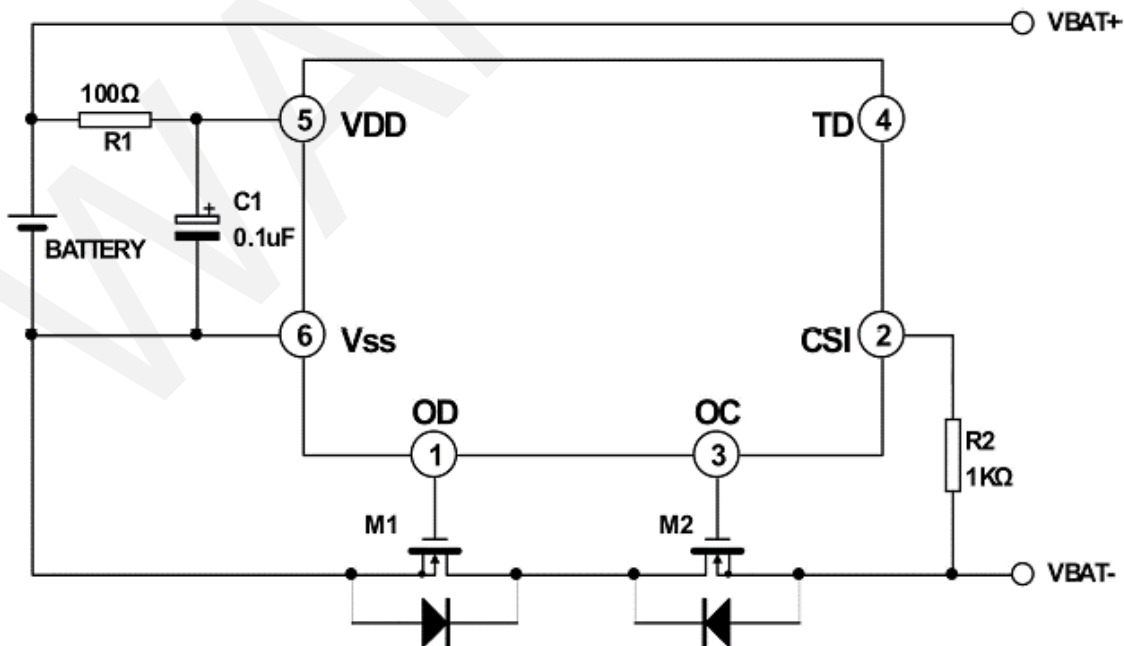 VBAT+
100Ω
R1
5 VDD
TD 4
C1
+
0.1uF
BATTERY
6 Vss
CSI 2
OD
1
OC
3
R2
1KΩ
M1
M2
VBAT-